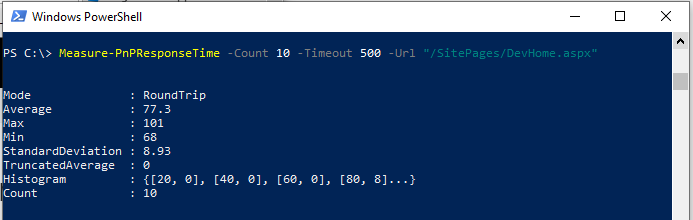 Windows PowerShell
PS C:\> Measure-PnPResponseTime -Count 10 -Timeout 500 -Url "/SitePages/DevHome.aspx"
Mode              : RoundTrip
Average           : 77.3
Max               : 101
Min               : 68
StandardDeviation : 8.93
TruncatedAverage  : 0
Histogram         : {[20, 0], [40, 0], [60, 0], [80, 8]...}
Count             : 10